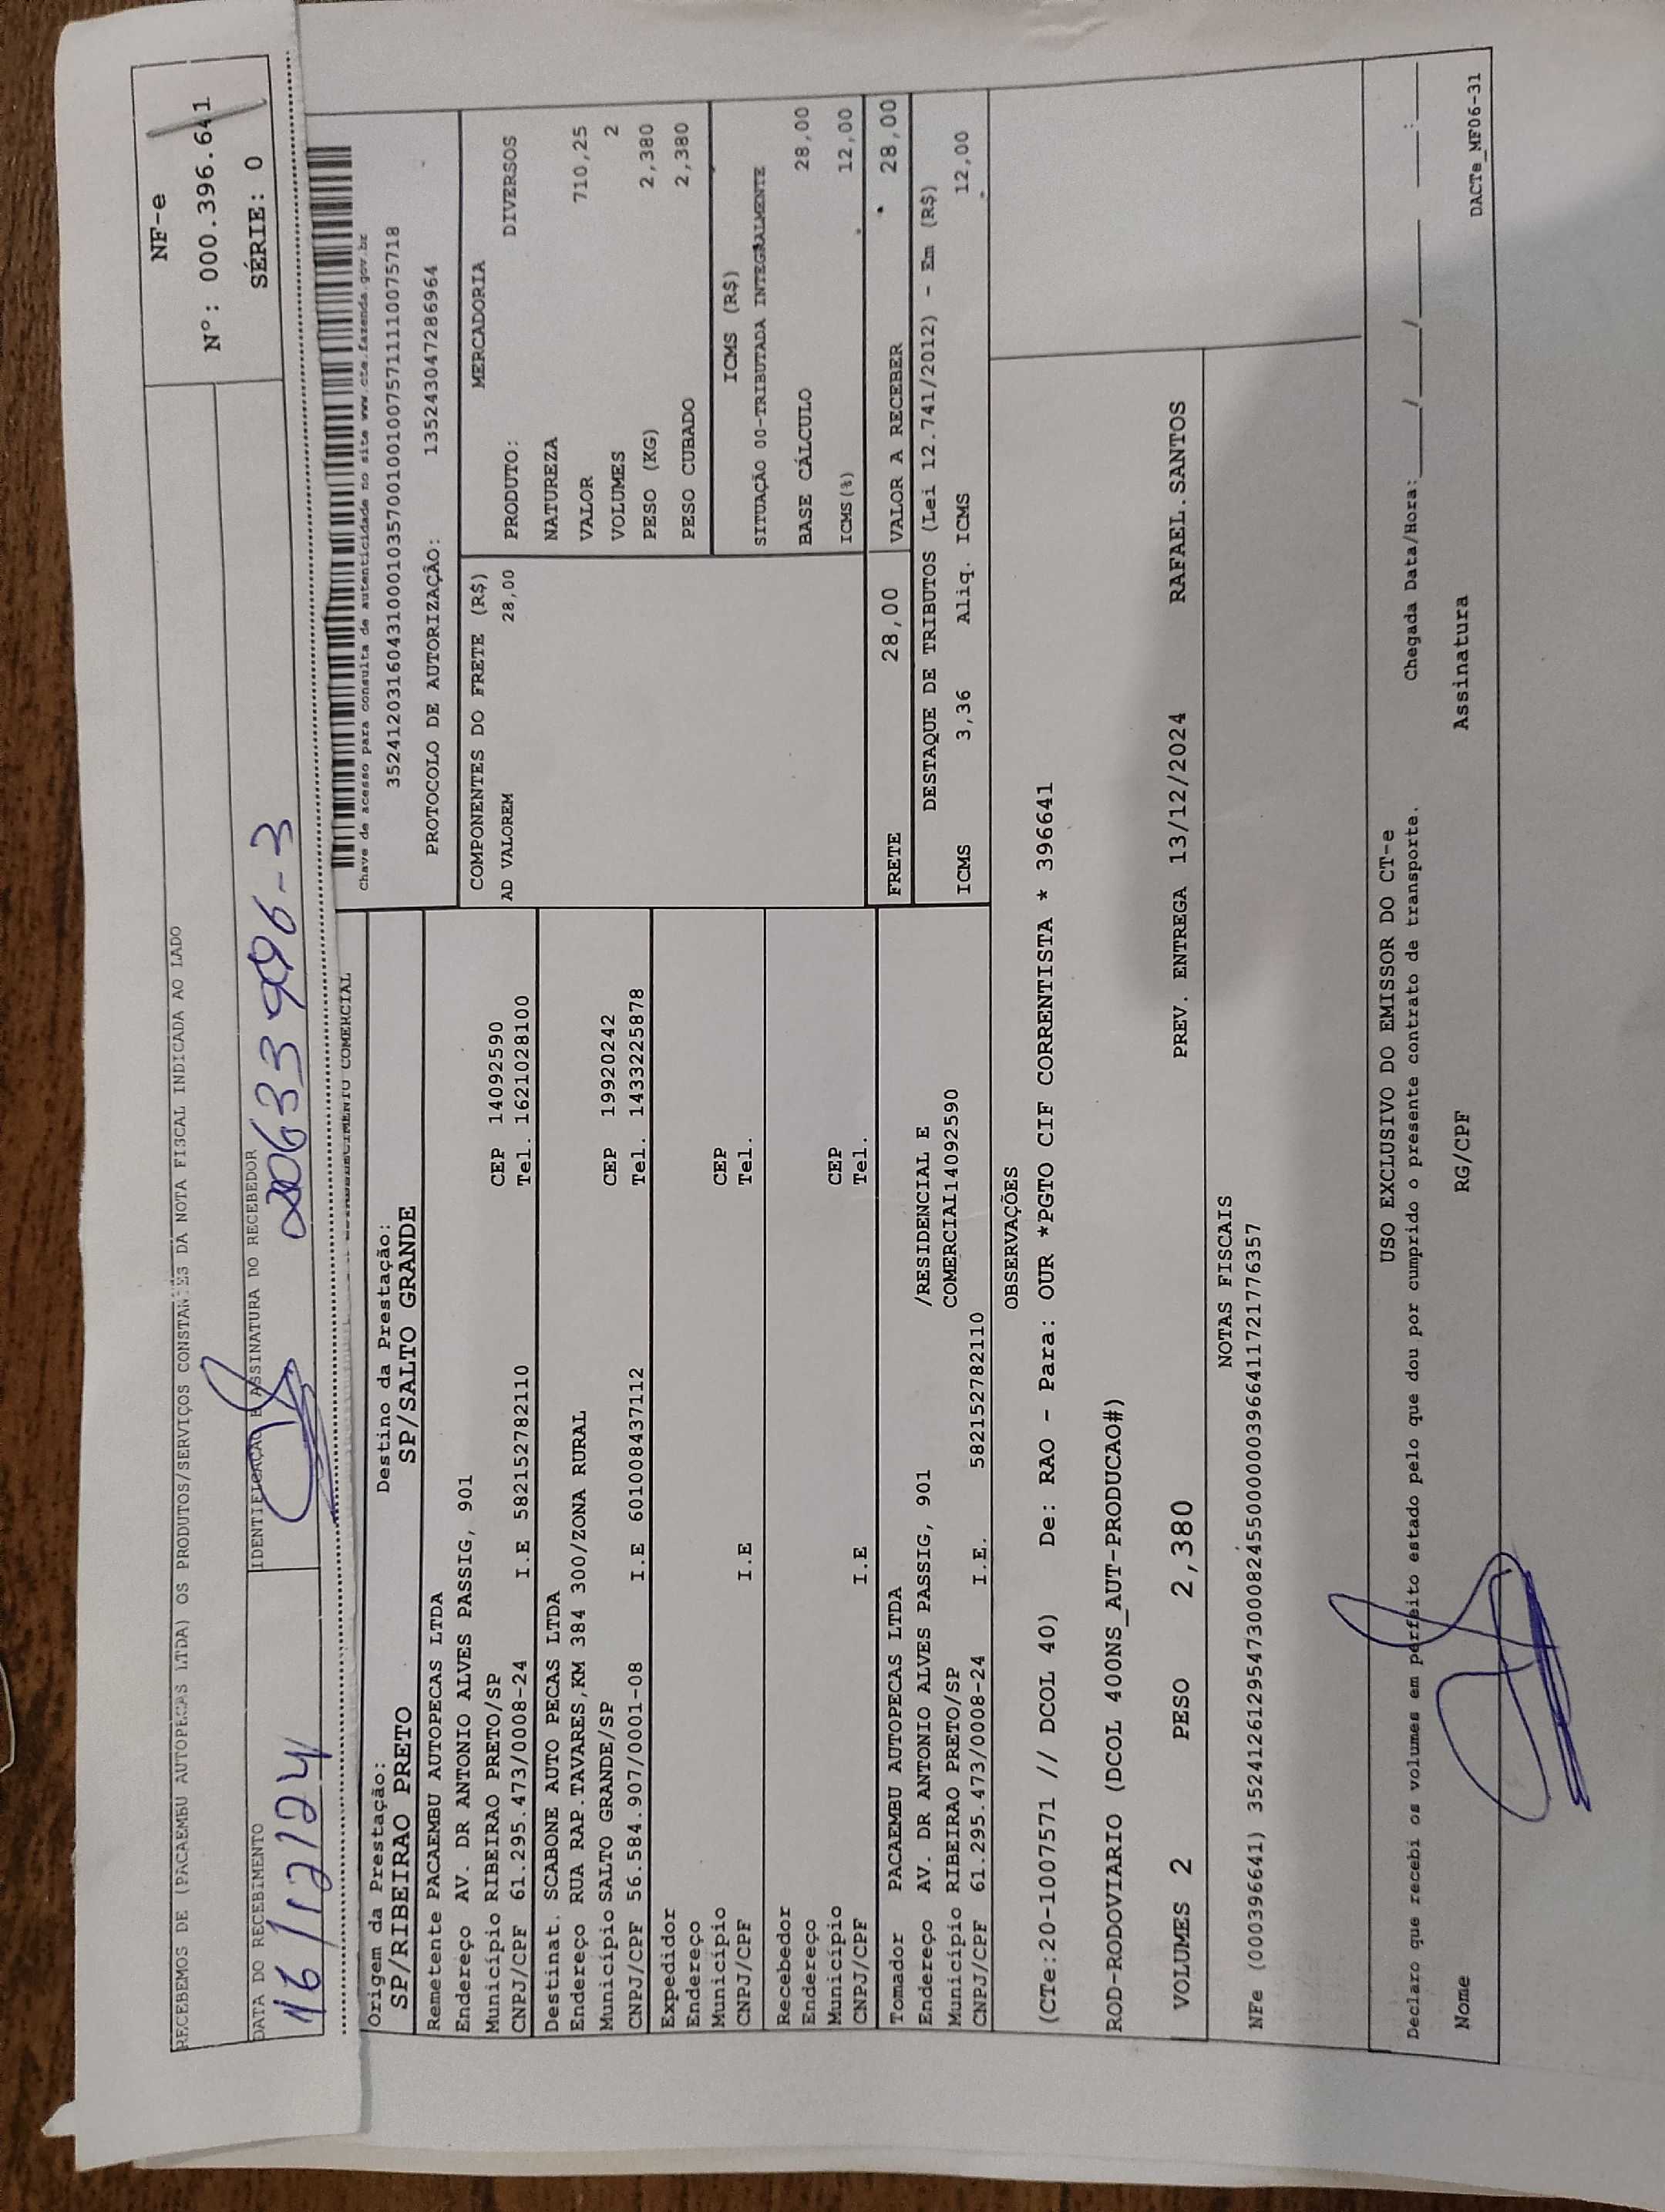 RECEBEMOS DE (PACAEMBU AUTOPECAS LTDA) OS PRODUTOS/SERVIÇOS CONSTANTES DA NOTA FISCAL INDICADA AO LADO
NF-e
Nº: 000.396.641
SÉRIE: 0
DATA DO RECEBIMENTO
16/12/24
IDENTIFICAÇÃO E ASSINATURA DO RECEBEDOR
ESTABELECIMENTO COMERCIAL
Chave de acesso para consulta de autenticidade no site www.cte.fazenda.gov.br
35241203160431000103570010010075711110075718
PROTOCOLO DE AUTORIZAÇÃO: 135243047286964
Origem da Prestação:
SP/RIBEIRAO PRETO
Destino da Prestação:
SP/SALTO GRANDE
Remetente PACAEMBU AUTOPECAS LTDA
Endereço AV. DR ANTONIO ALVES PASSIG, 901
Município RIBEIRAO PRETO/SP CEP 14092590
CNPJ/CPF 61.295.473/0008-24 I.E 582152782110 Tel. 1621028100
Destinat. SCABONE AUTO PECAS LTDA
Endereço RUA RAP.TAVARES,KM 384 300/ZONA RURAL
Município SALTO GRANDE/SP CEP 19920242
CNPJ/CPF 56.584.907/0001-08 I.E 601008437112 Tel. 1433225878
Expedidor
Endereço
Município CEP
CNPJ/CPF I.E Tel.
Recebedor
Endereço
Município CEP
CNPJ/CPF I.E Tel.
Tomador PACAEMBU AUTOPECAS LTDA
Endereço AV. DR ANTONIO ALVES PASSIG, 901 /RESIDENCIAL E
Município RIBEIRAO PRETO/SP COMERCIAL14092590
CNPJ/CPF 61.295.473/0008-24 I.E. 582152782110
COMPONENTES DO FRETE (R$)
AD VALOREM 28,00
MERCADORIA
PRODUTO: DIVERSOS
NATUREZA
VALOR 710,25
VOLUMES 2
PESO (KG) 2,380
PESO CUBADO 2,380
ICMS (R$)
SITUAÇÃO 00-TRIBUTADA INTEGRALMENTE
BASE CÁLCULO 28,00
ICMS(%) 12,00
FRETE 28,00 VALOR A RECEBER 28,00
DESTAQUE DE TRIBUTOS (Lei 12.741/2012) - Em (R$)
ICMS 3,36 Aliq. ICMS 12,00
OBSERVAÇÕES
(CTe:20-1007571 // DCOL 40) De: RAO - Para: OUR *PGTO CIF CORRENTISTA * 396641
ROD-RODOVIARIO (DCOL 400NS_AUT-PRODUCAO#)
VOLUMES 2 PESO 2,380 PREV. ENTREGA 13/12/2024 RAFAEL.SANTOS
NOTAS FISCAIS
NFe (000396641) 35241261295473000824550000003966411721776357
USO EXCLUSIVO DO EMISSOR DO CT-e
Declaro que recebi os volumes em perfeito estado pelo que dou por cumprido o presente contrato de transporte. Chegada Data/Hora: ____/____/____ ___:___
Nome RG/CPF Assinatura
DACTe_MF06-31